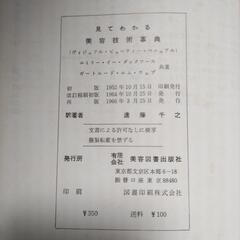 見てわかる
美容技術事典
(ヴィジュアル・ビューティー・マニュアル)
エミリー・イー・ダックフース
ガートルード・エム・ウェブ
共著
初版 1952年10月15日 印刷発行
改訂縮刷初版 1964年10月25日 発行
再版 1966年3月25日 発行
訳著者 遠藤千之
文書による許可なしに複写
複製転載を禁ずる
発行所 有限会社 美容図書出版社
東京都文京区本郷6-18
振替口座東京88460
印刷 図書印刷株式会社
¥350 送料 ¥100